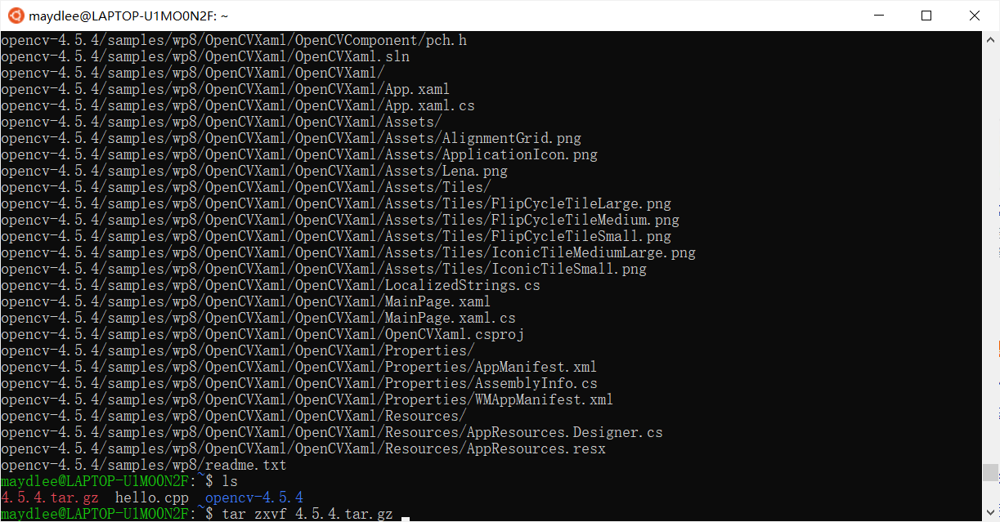 maydlee@LAPTOP-U1MO0N2F: ~
opencv-4.5.4/samples/wp8/OpenCVXaml/OpenCVComponent/pch.h
opencv-4.5.4/samples/wp8/OpenCVXaml/OpenCVXaml.sln
opencv-4.5.4/samples/wp8/OpenCVXaml/OpenCVXaml/
opencv-4.5.4/samples/wp8/OpenCVXaml/OpenCVXaml/App.xaml
opencv-4.5.4/samples/wp8/OpenCVXaml/OpenCVXaml/App.xaml.cs
opencv-4.5.4/samples/wp8/OpenCVXaml/OpenCVXaml/Assets/
opencv-4.5.4/samples/wp8/OpenCVXaml/OpenCVXaml/Assets/AlignmentGrid.png
opencv-4.5.4/samples/wp8/OpenCVXaml/OpenCVXaml/Assets/ApplicationIcon.png
opencv-4.5.4/samples/wp8/OpenCVXaml/OpenCVXaml/Assets/Lena.png
opencv-4.5.4/samples/wp8/OpenCVXaml/OpenCVXaml/Assets/Tiles/
opencv-4.5.4/samples/wp8/OpenCVXaml/OpenCVXaml/Assets/Tiles/FlipCycleTileLarge.png
opencv-4.5.4/samples/wp8/OpenCVXaml/OpenCVXaml/Assets/Tiles/FlipCycleTileMedium.png
opencv-4.5.4/samples/wp8/OpenCVXaml/OpenCVXaml/Assets/Tiles/FlipCycleTileSmall.png
opencv-4.5.4/samples/wp8/OpenCVXaml/OpenCVXaml/Assets/Tiles/IconicTileMediumLarge.png
opencv-4.5.4/samples/wp8/OpenCVXaml/OpenCVXaml/Assets/Tiles/IconicTileSmall.png
opencv-4.5.4/samples/wp8/OpenCVXaml/OpenCVXaml/LocalizedStrings.cs
opencv-4.5.4/samples/wp8/OpenCVXaml/OpenCVXaml/MainPage.xaml
opencv-4.5.4/samples/wp8/OpenCVXaml/OpenCVXaml/MainPage.xaml.cs
opencv-4.5.4/samples/wp8/OpenCVXaml/OpenCVXaml/OpenCVXaml.csproj
opencv-4.5.4/samples/wp8/OpenCVXaml/OpenCVXaml/Properties/
opencv-4.5.4/samples/wp8/OpenCVXaml/OpenCVXaml/Properties/AppManifest.xml
opencv-4.5.4/samples/wp8/OpenCVXaml/OpenCVXaml/Properties/AssemblyInfo.cs
opencv-4.5.4/samples/wp8/OpenCVXaml/OpenCVXaml/Properties/WMAppManifest.xml
opencv-4.5.4/samples/wp8/OpenCVXaml/OpenCVXaml/Resources/
opencv-4.5.4/samples/wp8/OpenCVXaml/OpenCVXaml/Resources/AppResources.Designer.cs
opencv-4.5.4/samples/wp8/OpenCVXaml/OpenCVXaml/Resources/AppResources.resx
opencv-4.5.4/samples/wp8/readme.txt
maydlee@LAPTOP-U1MO0N2F:~$ ls
4.5.4.tar.gz  hello.cpp  opencv-4.5.4
maydlee@LAPTOP-U1MO0N2F:~$ tar zxvf 4.5.4.tar.gz